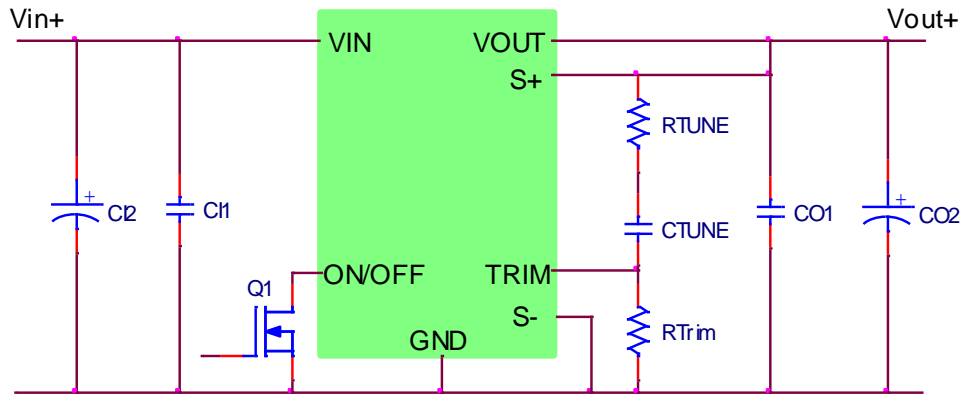 Vin+
VIN
VOUT
Vout+
S+
RTUNE
+
CI2
CI1
CTUNE
CO1
+
CO2
ON/OFF
TRIM
Q1
S-
RTrim
GND